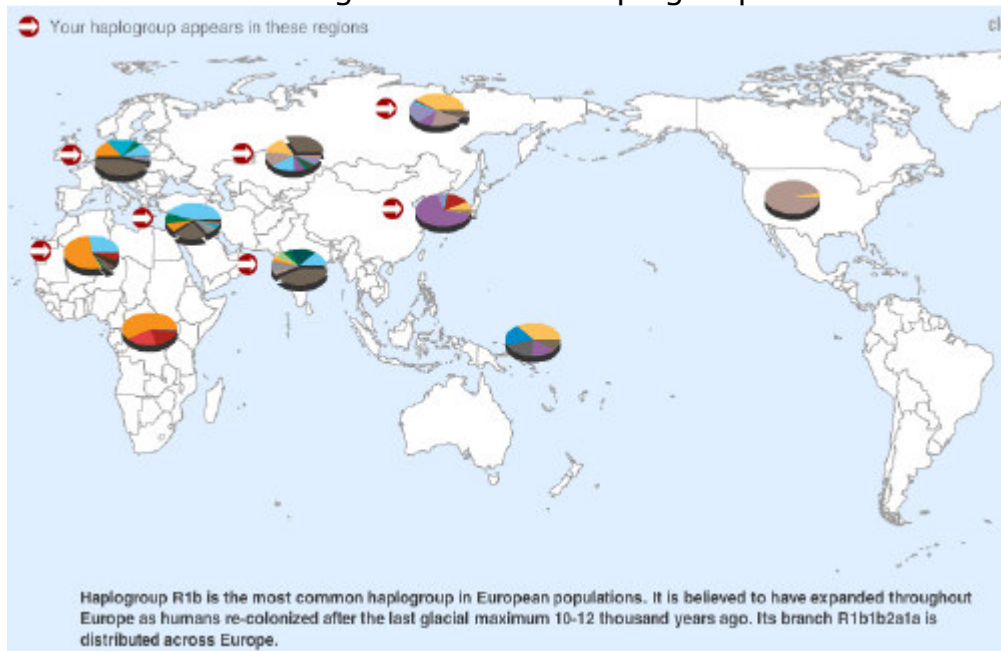 Your haplogroup appears in these regions
cl
Haplogroup R1b is the most common haplogroup in European populations. It is believed to have expanded throughout
Europe as humans re-colonized after the last glacial maximum 10-12 thousand years ago. Its branch R1b1b2a1a is
distributed across Europe.